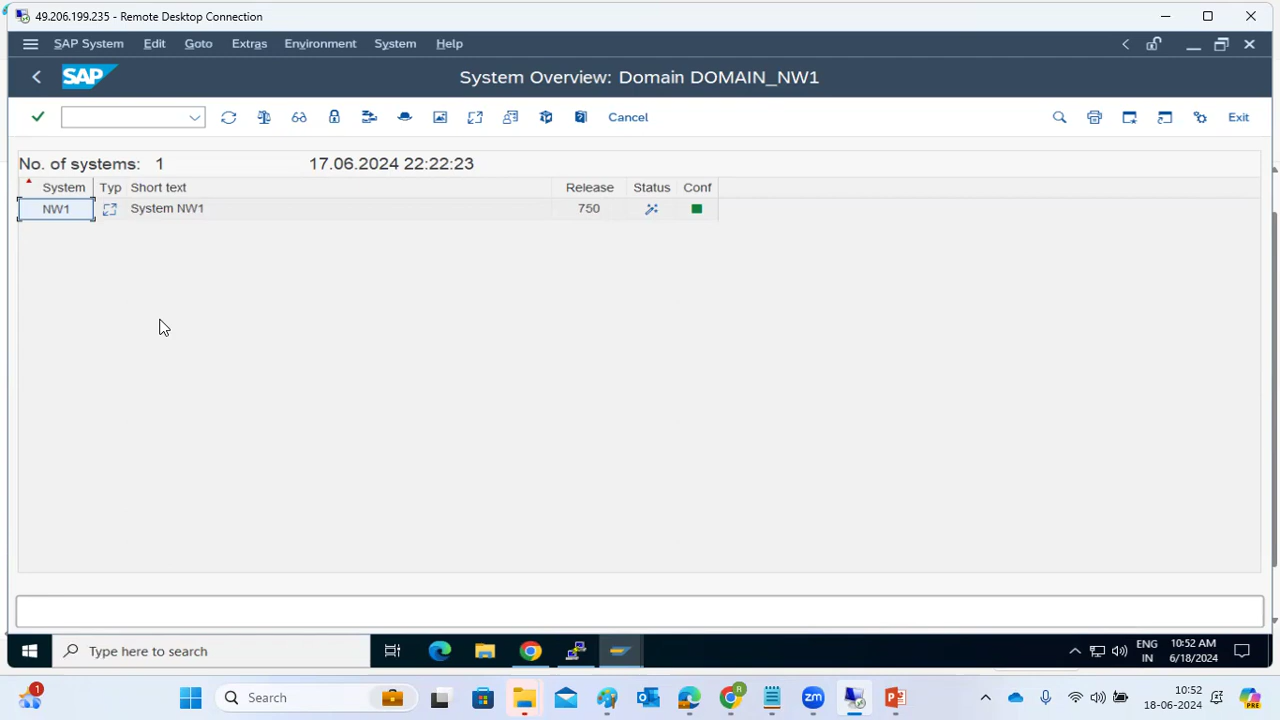 49.206.199.235 - Remote Desktop Connection
SAP System Edit Goto Extras Environment System Help
SAP System Overview: Domain DOMAIN_NW1
Cancel Exit
No. of systems: 1 17.06.2024 22:22:23
System Typ Short text Release Status Conf
NW1 System NW1 750
Type here to search
ENG
IN
10:52 AM
6/18/2024
1
Search
R
10:52
18-06-2024
PRE